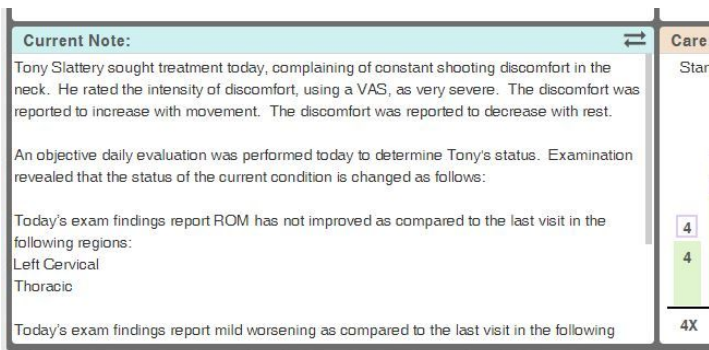 Current Note:
Tony Slattery sought treatment today, complaining of constant shooting discomfort in the
neck. He rated the intensity of discomfort, using a VAS, as very severe. The discomfort was
reported to increase with movement. The discomfort was reported to decrease with rest.
An objective daily evaluation was performed today to determine Tony's status. Examination
revealed that the status of the current condition is changed as follows:
Today's exam findings report ROM has not improved as compared to the last visit in the
following regions:
Left Cervical
Thoracic
Today's exam findings report mild worsening as compared to the last visit in the following
Care
Star
4
4
4X